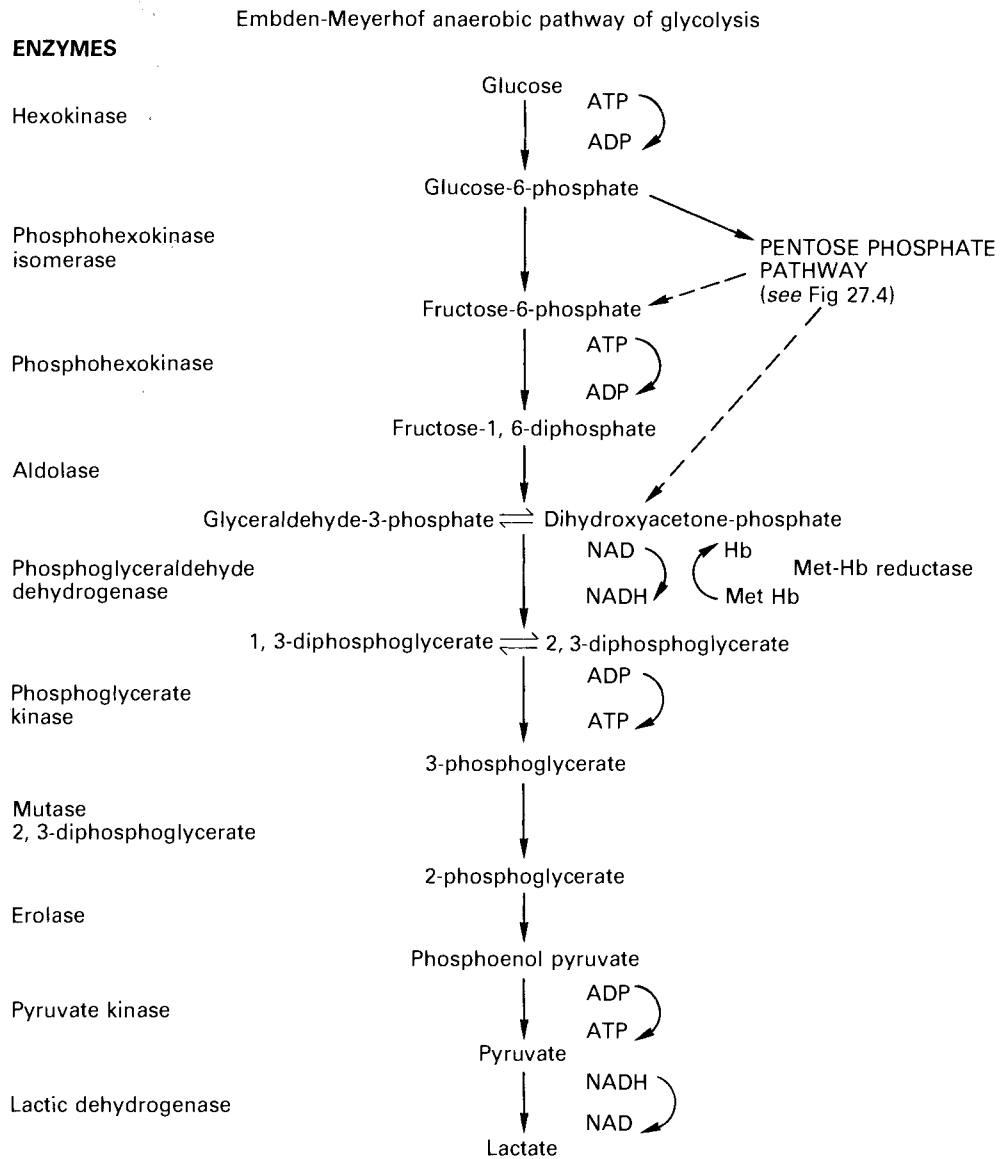 Embden-Meyerhof anaerobic pathway of glycolysis
ENZYMES
Glucose
ATP
Hexokinase
ADP
Glucose-6-phosphate
Phosphohexokinase
isomerase
PENTOSE PHOSPHATE
PATHWAY
(see Fig 27.4)
Fructose-6-phosphate
ATP
Phosphohexokinase
ADP
Fructose-1, 6-diphosphate
Aldolase
Glyceraldehyde-3-phosphate Dihydroxyacetone-phosphate
NAD Hb
Phosphoglyceraldehyde
dehydrogenase
Met-Hb reductase
NADH Met Hb
1, 3-diphosphoglycerate 2, 3-diphosphoglycerate
ADP
Phosphoglycerate
kinase
ATP
3-phosphoglycerate
Mutase
2, 3-diphosphoglycerate
2-phosphoglycerate
Erolase
Phosphoenol pyruvate
ADP
Pyruvate kinase
ATP
Pyruvate
NADH
Lactic dehydrogenase
NAD
Lactate